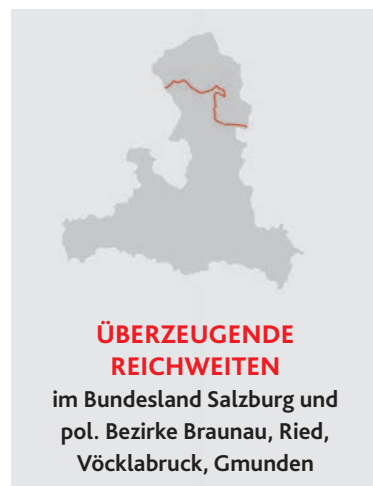 ÜBERZEUGENDE
REICHWEITEN
im Bundesland Salzburg und
pol. Bezirke Braunau, Ried,
Vöcklabruck, Gmunden